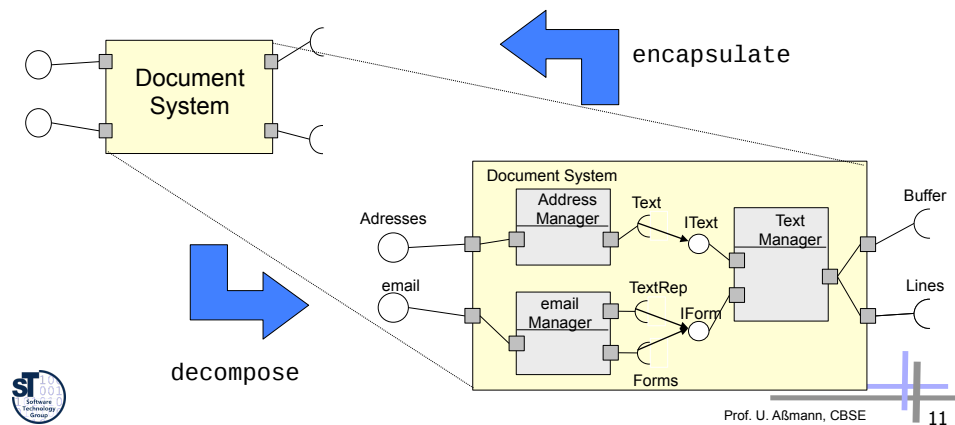 encapsulate
Document
System
Document System
Address
Manager
Text
IText
Text
Manager
Buffer
Adresses
email
email
Manager
TextRep
IForm
Lines
Forms
decompose
ST
Software
Technology
Group
Prof. U. Aßmann, CBSE
11